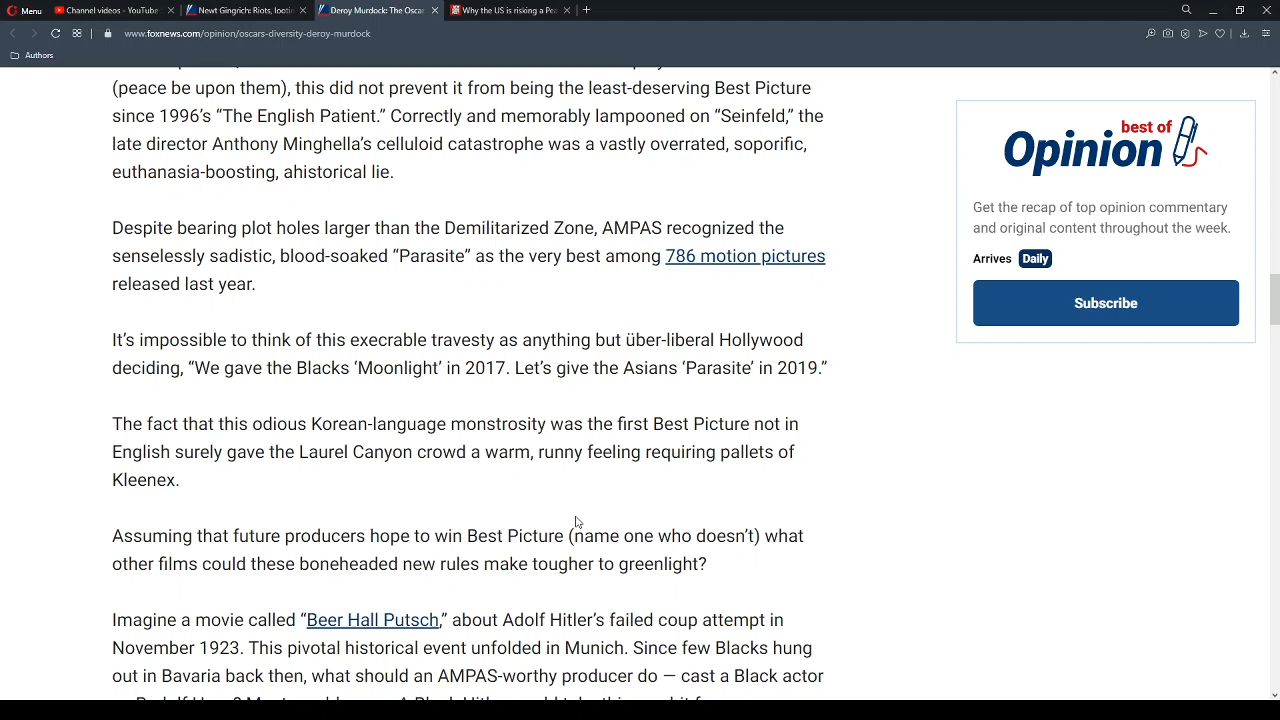 Menu
Channel videos - YouTube
Newt Gingrich: Riots, lootin
Deroy Murdock: The Oscar
Why the US is risking a Pea
www.foxnews.com/opinion/oscars-diversity-deroy-murdock
Authors
(peace be upon them), this did not prevent it from being the least-deserving Best Picture
since 1996’s “The English Patient.” Correctly and memorably lampooned on “Seinfeld,” the
late director Anthony Minghella’s celluloid catastrophe was a vastly overrated, soporific,
euthanasia-boosting, ahistorical lie.
Despite bearing plot holes larger than the Demilitarized Zone, AMPAS recognized the
senselessly sadistic, blood-soaked “Parasite” as the very best among 786 motion pictures
released last year.
It’s impossible to think of this execrable travesty as anything but über-liberal Hollywood
deciding, “We gave the Blacks ‘Moonlight’ in 2017. Let’s give the Asians ‘Parasite’ in 2019.”
The fact that this odious Korean-language monstrosity was the first Best Picture not in
English surely gave the Laurel Canyon crowd a warm, runny feeling requiring pallets of
Kleenex.
Assuming that future producers hope to win Best Picture (name one who doesn’t) what
other films could these boneheaded new rules make tougher to greenlight?
Imagine a movie called “Beer Hall Putsch,” about Adolf Hitler’s failed coup attempt in
November 1923. This pivotal historical event unfolded in Munich. Since few Blacks hung
out in Bavaria back then, what should an AMPAS-worthy producer do — cast a Black actor
best of
Opinion
Get the recap of top opinion commentary
and original content throughout the week.
Arrives Daily
Subscribe